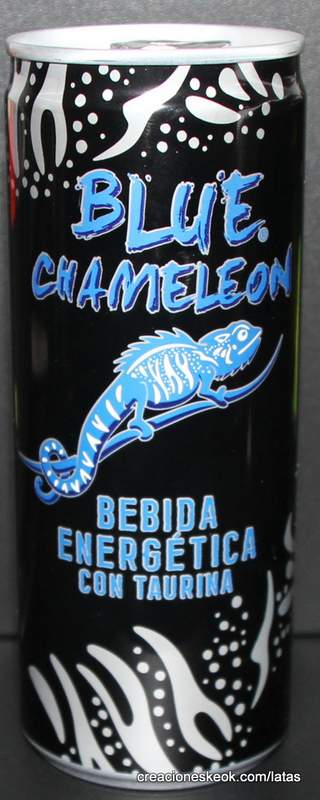 BLUE
CHAMELEON
BEBIDA
ENERGÉTICA
CON TAURINA
creacioneskeok.com/latas